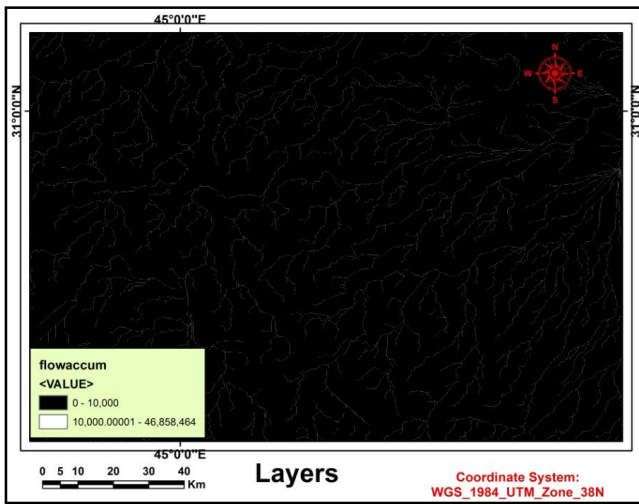 45°0'0"E
N
W E
S
31°0'0"N
31°0'0"N
flowaccum
<VALUE>
0 - 10,000
10,000.00001 - 46,858,464
45°0'0"E
0 5 10 20 30 40
Km
Layers
Coordinate System:
WGS_1984_UTM_Zone_38N